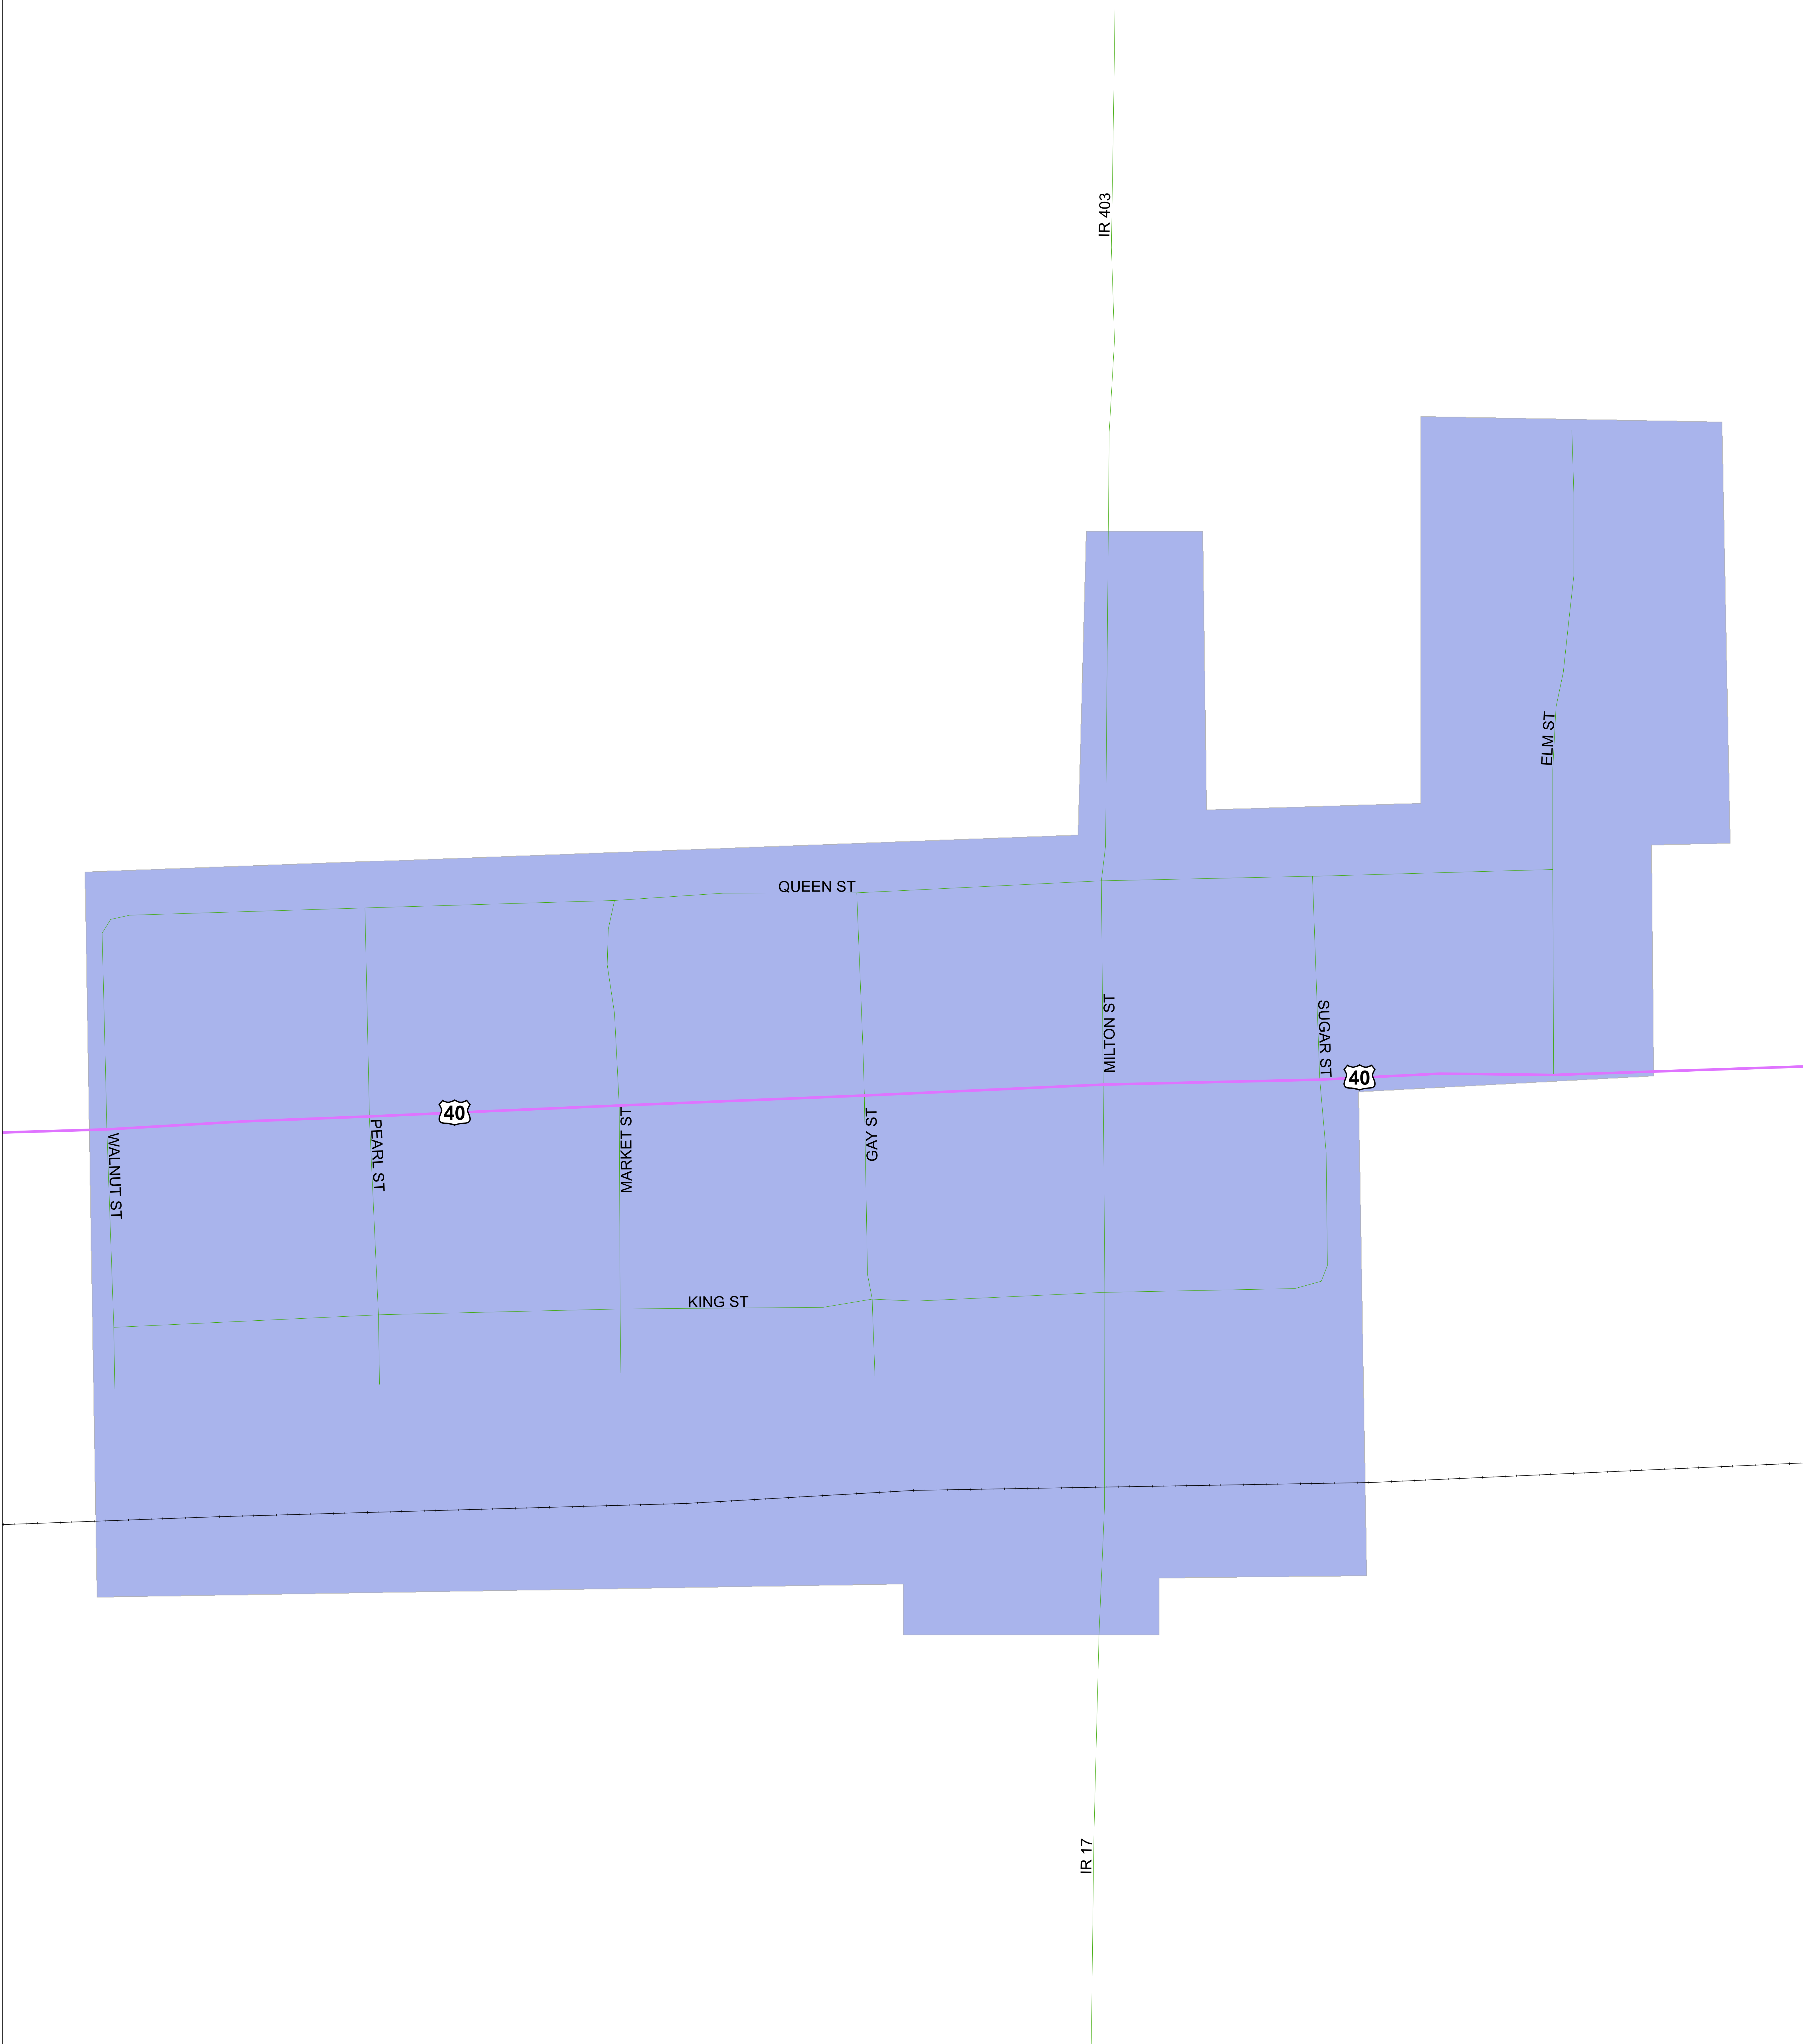 IR 403
ELM ST
QUEEN ST
MILTON ST
SUGAR ST
40
40
WALNUT ST
PEARL ST
MARKET ST
GAY ST
KING ST
IR 17